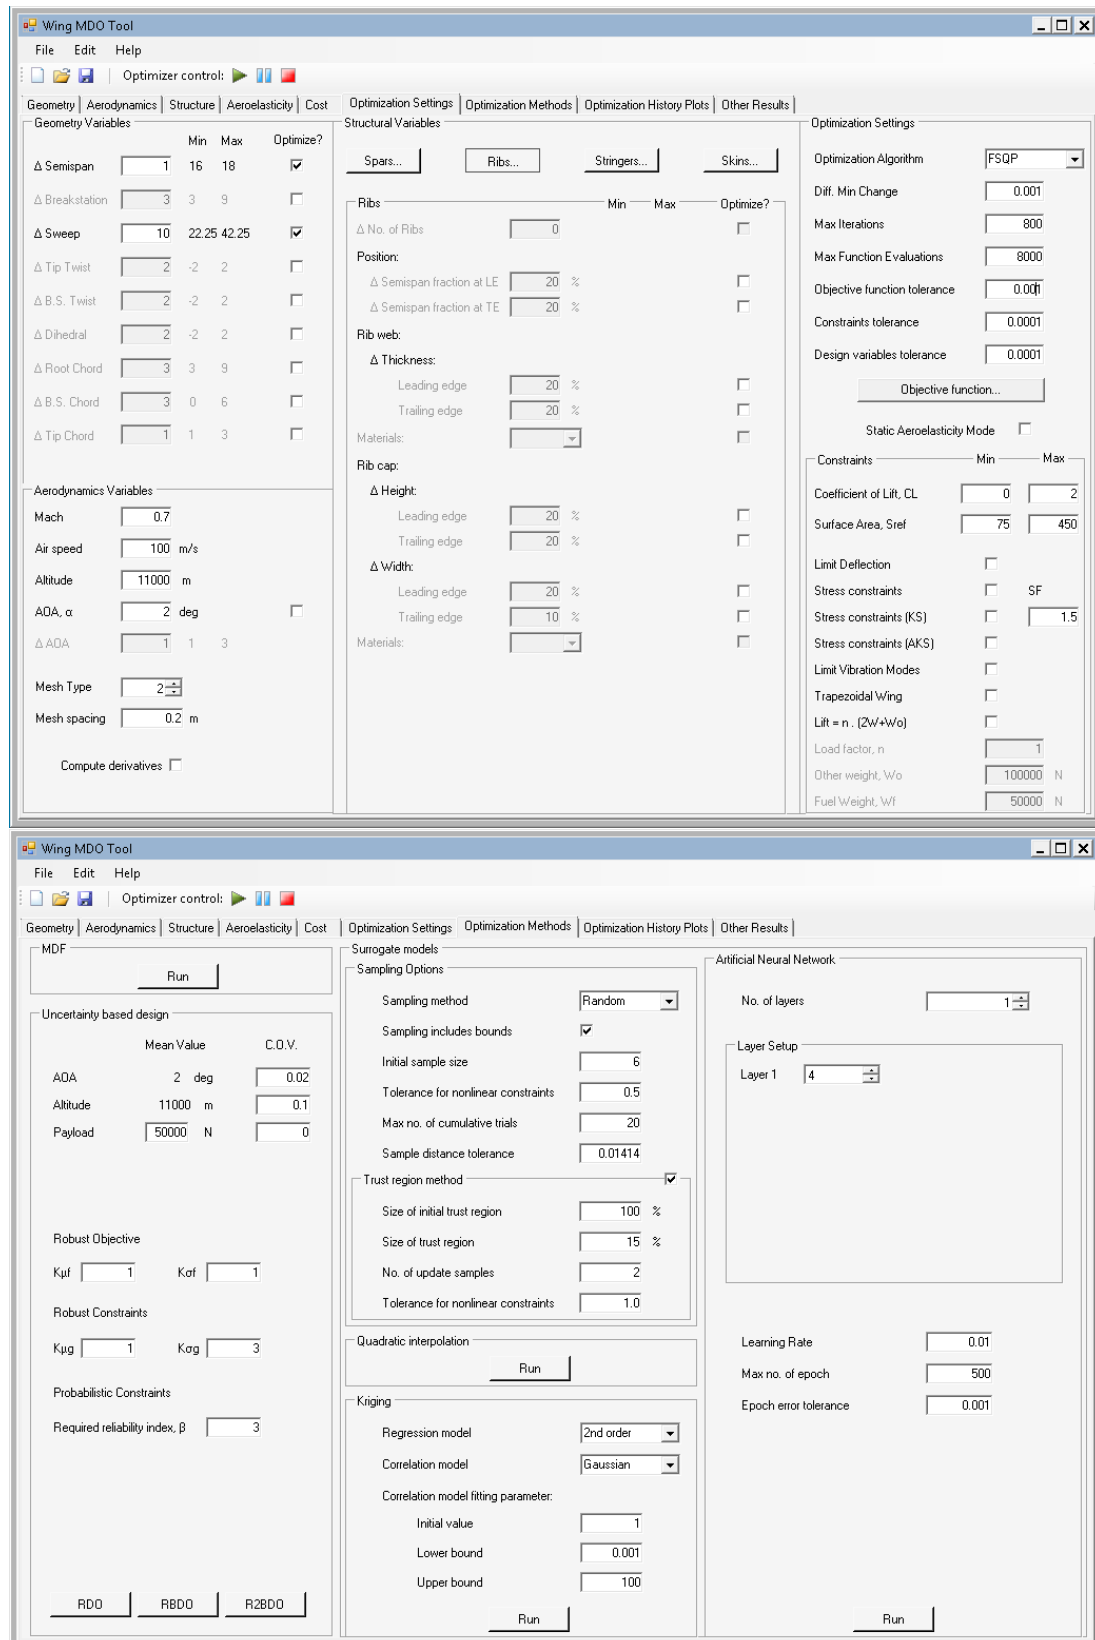 Wing MDO Tool
File Edit Help
Optimizer control:
Geometry Aerodynamics Structure Aeroelasticity Cost Optimization Settings Optimization Methods Optimization History Plots Other Results
Geometry Variables
Min Max Optimize?
Δ Semispan 1 16 18
Δ Breakstation 3 3 9
Δ Sweep 10 22.25 42.25
Δ Tip Twist 2 -2 2
Δ B.S. Twist 2 -2 2
Δ Dihedral 2 -2 2
Δ Root Chord 3 3 9
Δ B.S. Chord 3 0 6
Δ Tip Chord 1 1 3
Aerodynamics Variables
Mach 0.7
Air speed 100 m/s
Altitude 11000 m
AOA, α 2 deg
Δ AOA 1 1 3
Mesh Type 2
Mesh spacing 0.2 m
Compute derivatives
Structural Variables
Spars... Ribs... Stringers... Skins...
Ribs Min Max Optimize?
Δ No. of Ribs 0
Position:
Δ Semispan fraction at LE 20 %
Δ Semispan fraction at TE 20 %
Rib web:
Δ Thickness:
Leading edge 20 %
Trailing edge 20 %
Materials:
Rib cap:
Δ Height:
Leading edge 20 %
Trailing edge 20 %
Δ Width:
Leading edge 20 %
Trailing edge 10 %
Materials:
Optimization Settings
Optimization Algorithm FSQP
Diff. Min Change 0.001
Max Iterations 800
Max Function Evaluations 8000
Objective function tolerance 0.001
Constraints tolerance 0.0001
Design variables tolerance 0.0001
Objective function...
Static Aeroelasticity Mode
Constraints Min Max
Coefficient of Lift, CL 0 2
Surface Area, Sref 75 450
Limit Deflection
Stress constraints SF
Stress constraints (KS) 1.5
Stress constraints (AKS)
Limit Vibration Modes
Trapezoidal Wing
Lift = n . (2W+Wo)
Load factor, n 1
Other weight, Wo 100000 N
Fuel Weight, Wf 50000 N
Wing MDO Tool
File Edit Help
Optimizer control:
Geometry Aerodynamics Structure Aeroelasticity Cost Optimization Settings Optimization Methods Optimization History Plots Other Results
MDF
Run
Uncertainty based design
Mean Value C.O.V.
AOA 2 deg 0.02
Altitude 11000 m 0.1
Payload 50000 N 0
Robust Objective
Kμf 1 Kσf 1
Robust Constraints
Kμg 1 Kσg 3
Probabilistic Constraints
Required reliability index, β 3
RDO RBDO R2BDO
Surrogate models
Sampling Options
Sampling method Random
Sampling includes bounds
Initial sample size 6
Tolerance for nonlinear constraints 0.5
Max no. of cumulative trials 20
Sample distance tolerance 0.01414
Trust region method
Size of initial trust region 100 %
Size of trust region 15 %
No. of update samples 2
Tolerance for nonlinear constraints 1.0
Quadratic interpolation
Run
Kriging
Regression model 2nd order
Correlation model Gaussian
Correlation model fitting parameter:
Initial value 1
Lower bound 0.001
Upper bound 100
Run
Artificial Neural Network
No. of layers 1
Layer Setup
Layer 1 4
Learning Rate 0.01
Max no. of epoch 500
Epoch error tolerance 0.001
Run